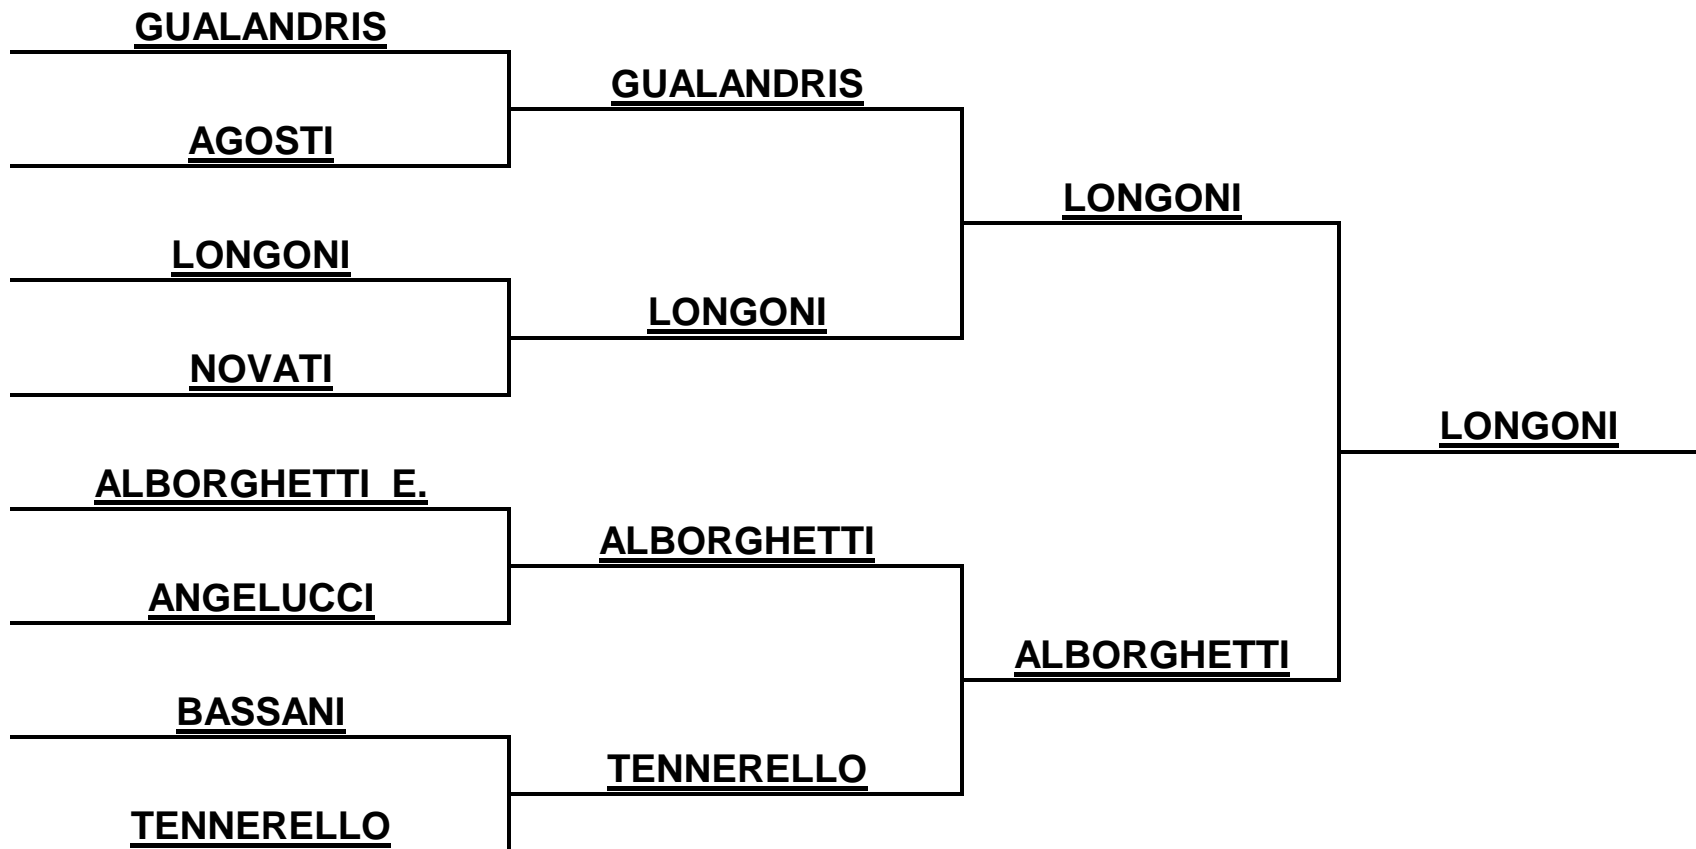 GUALANDRIS
GUALANDRIS
AGOSTI
LONGONI
LONGONI
LONGONI
NOVATI
LONGONI
ALBORGHETTI E.
ALBORGHETTI
ANGELUCCI
ALBORGHETTI
BASSANI
TENNERELLO
TENNERELLO